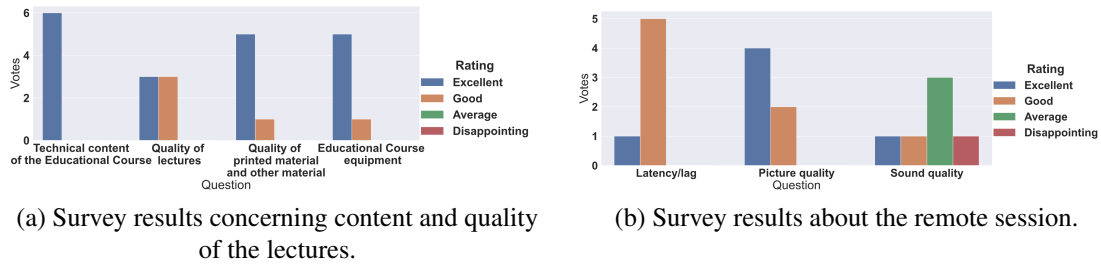 6
4
2
0
Votes
Technical content
of the Educational Course
Quality of
lectures
Quality of
printed material
and other material
Educational Course
equipment
Question
Rating
Excellent
Good
Average
Disappointing
(a) Survey results concerning content and quality
of the lectures.
5
4
3
2
1
0
Votes
Latency/lag
Picture quality
Sound quality
Question
Rating
Excellent
Good
Average
Disappointing
(b) Survey results about the remote session.